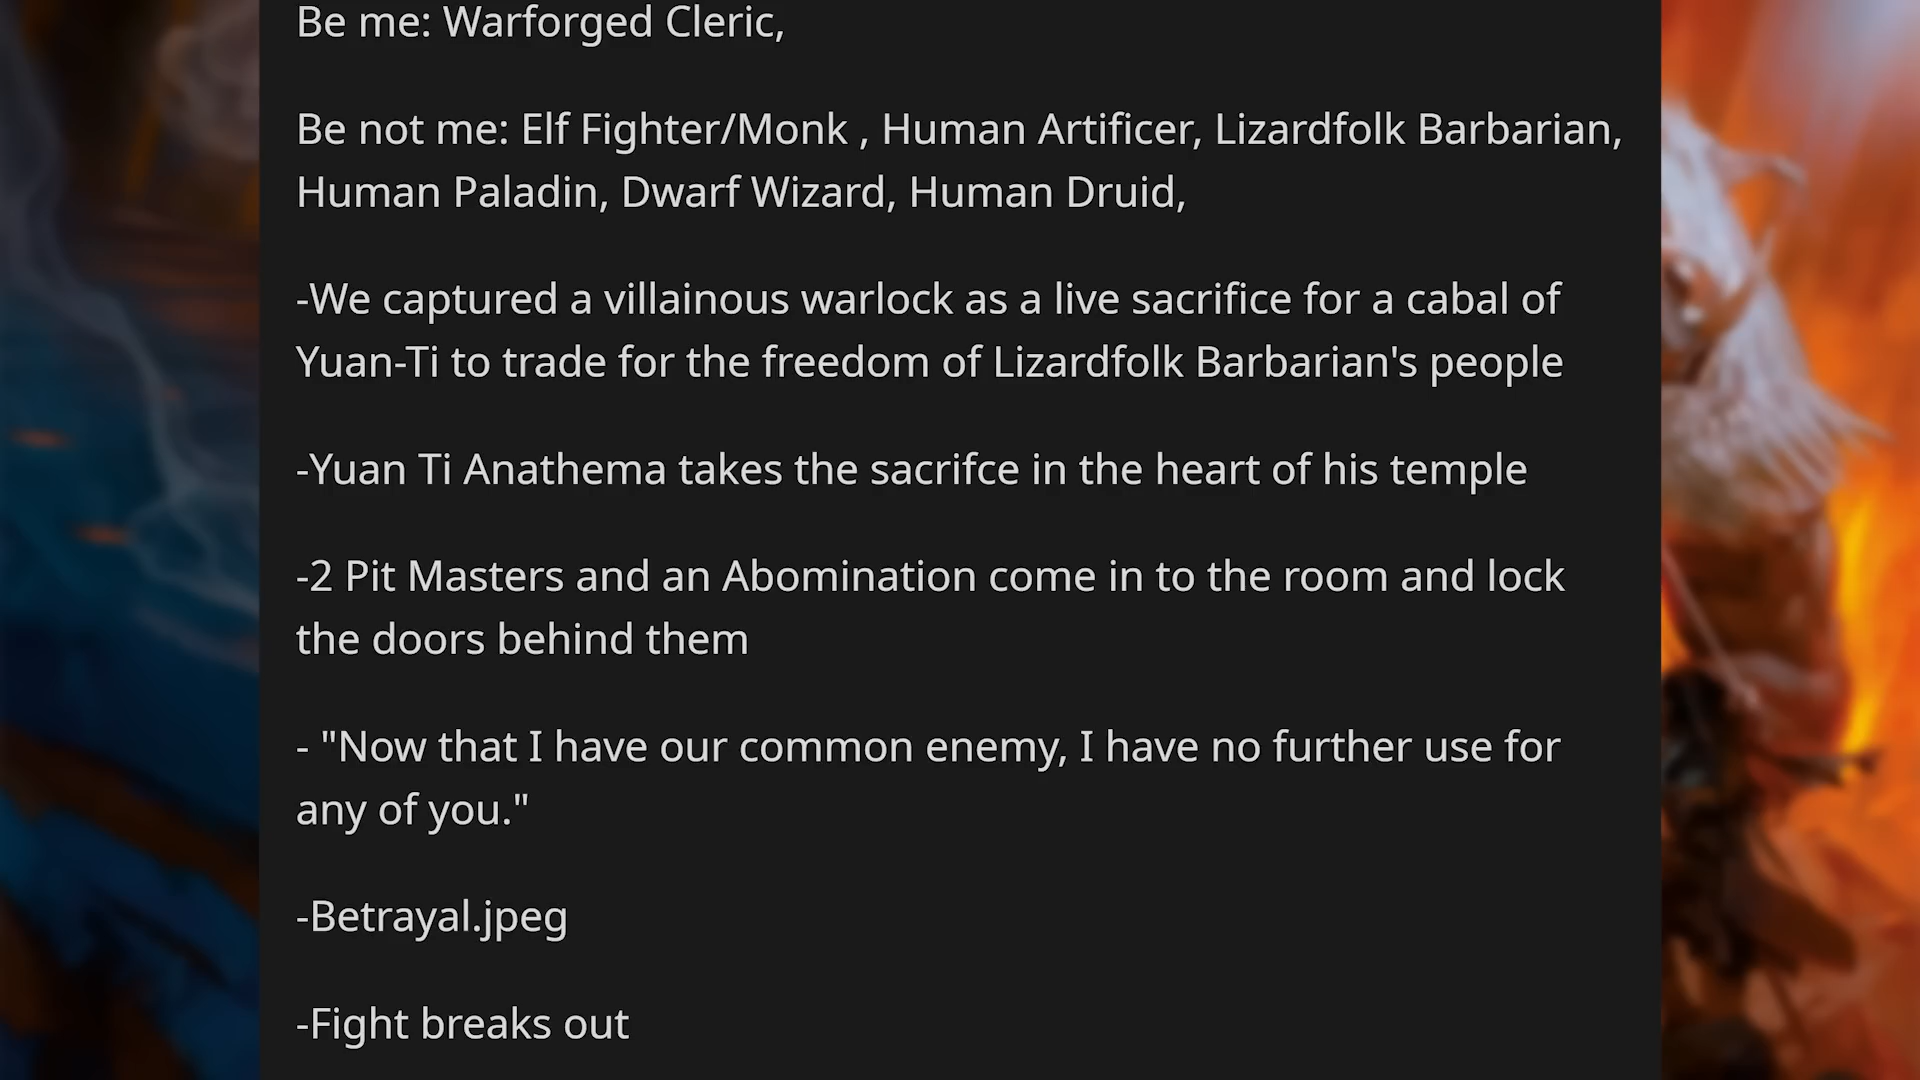 Be me: Warforged Cleric,
Be not me: Elf Fighter/Monk , Human Artificer, Lizardfolk Barbarian,
Human Paladin, Dwarf Wizard, Human Druid,
-We captured a villainous warlock as a live sacrifice for a cabal of
Yuan-Ti to trade for the freedom of Lizardfolk Barbarian's people
-Yuan Ti Anathema takes the sacrifce in the heart of his temple
-2 Pit Masters and an Abomination come in to the room and lock
the doors behind them
- "Now that I have our common enemy, I have no further use for
any of you."
-Betrayal.jpeg
-Fight breaks out